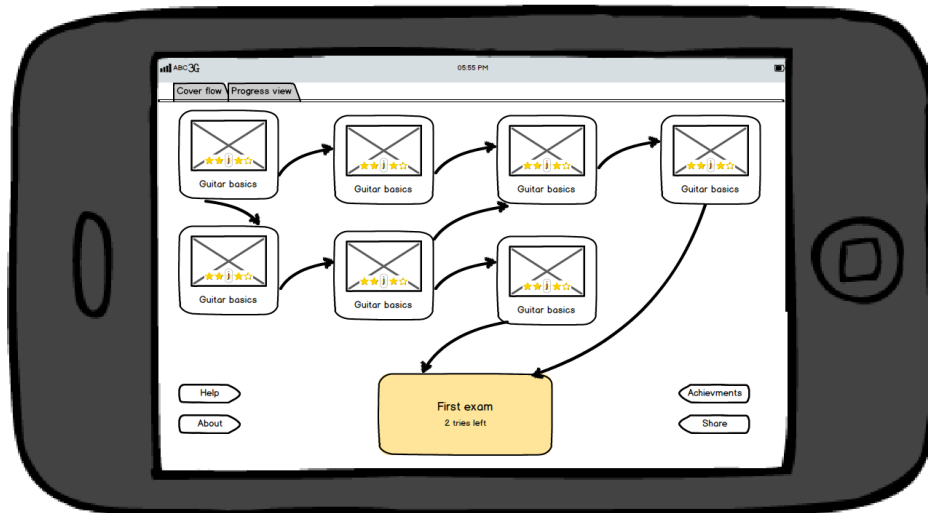 ABC 3G 05:55 PM
Cover flow Progress view
Guitar basics Guitar basics Guitar basics Guitar basics
Guitar basics Guitar basics Guitar basics
Help
About
First exam
2 tries left
Achievments
Share